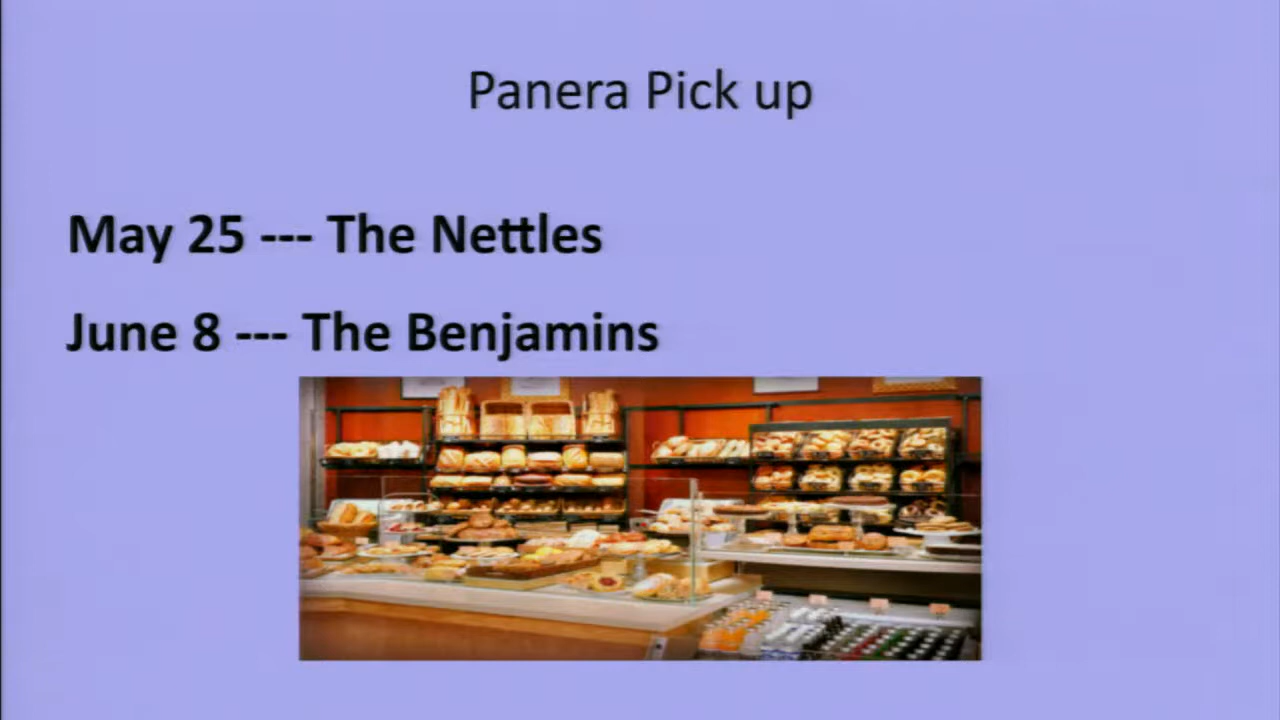 Panera Pick up
May 25 --- The Nettles
June 8 --- The Benjamins